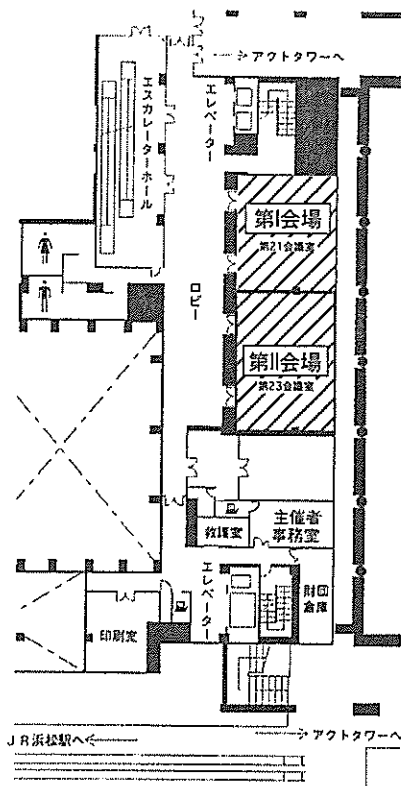 アクトタワーへ
エスカレーターホール
エレベーター
第I会場
第21会議室
ロビー
第II会場
第23会議室
救護室
主催者
事務室
エレベーター
財団
倉庫
印刷室
JR浜松駅へ
アクトタワーへ